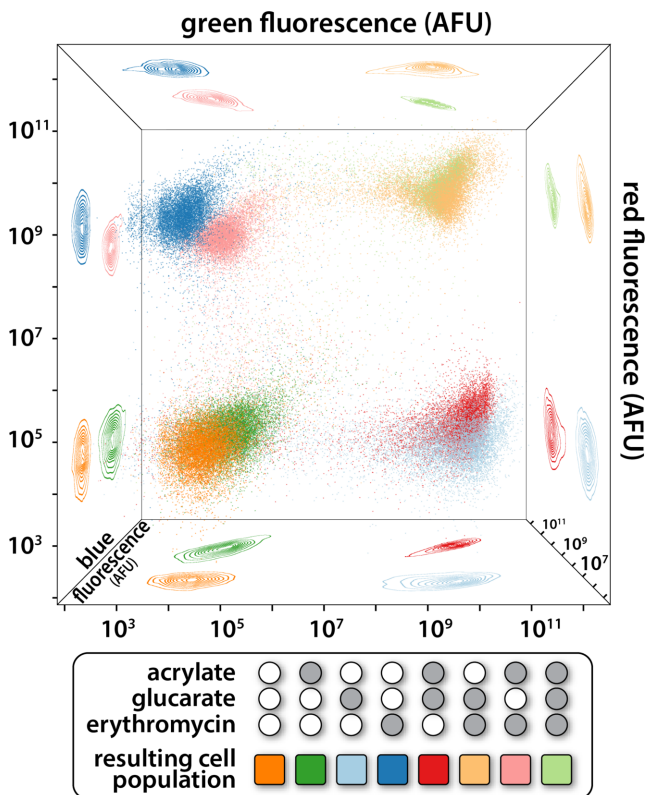 green fluorescence (AFU)
10¹¹
10⁹
10⁷
10⁵
10³
red fluorescence (AFU)
blue
fluorescence
(AFU)
10¹¹
10⁹
10⁷
10³
10⁵
10⁷
10⁹
10¹¹
acrylate
glucarate
erythromycin
resulting cell
population